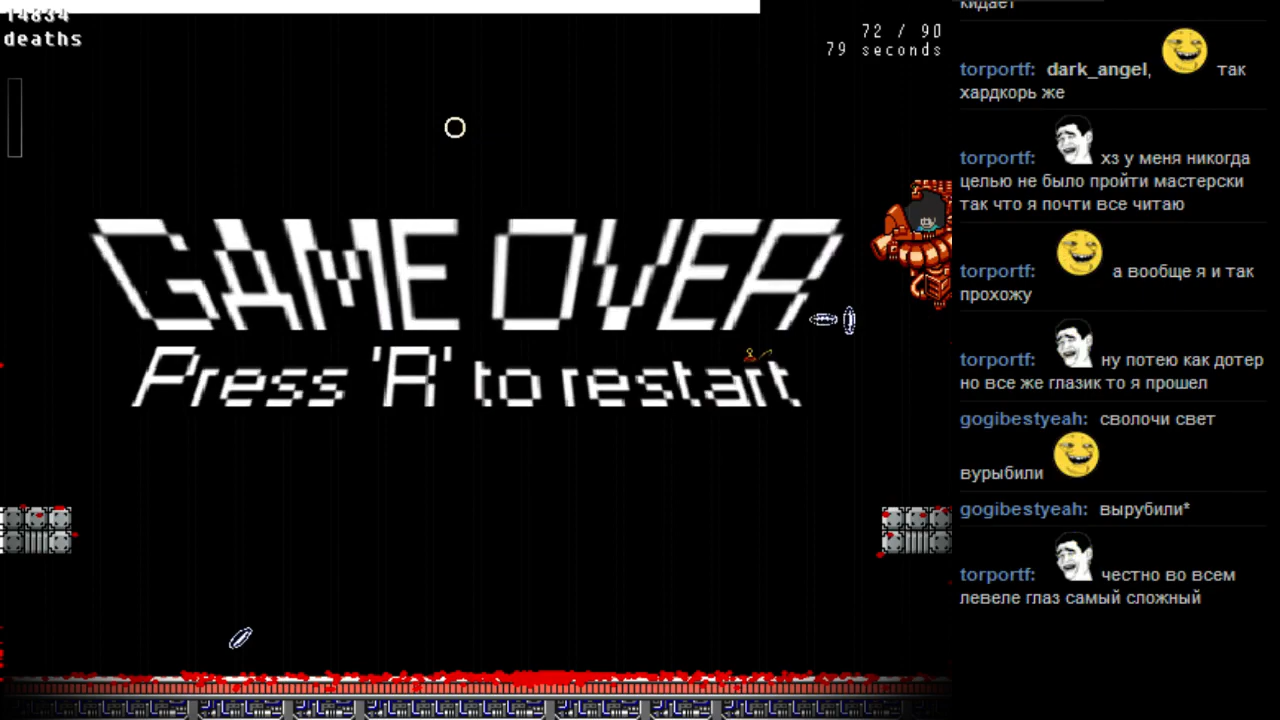 14834
deaths
72 / 90
79 seconds
GAME OVER
Press 'R' to restart
кидает
torportf: dark_angel, так
хардкорь же
torportf: хз у меня никогда
целью не было пройти мастерски
так что я почти все читаю
torportf: а вообще я и так
прохожу
torportf: ну потею как дотер
но все же глазик то я прошел
gogibestyeah: сволочи свет
вурыбили
gogibestyeah: вырубили*
torportf: честно во всем
левеле глаз самый сложный